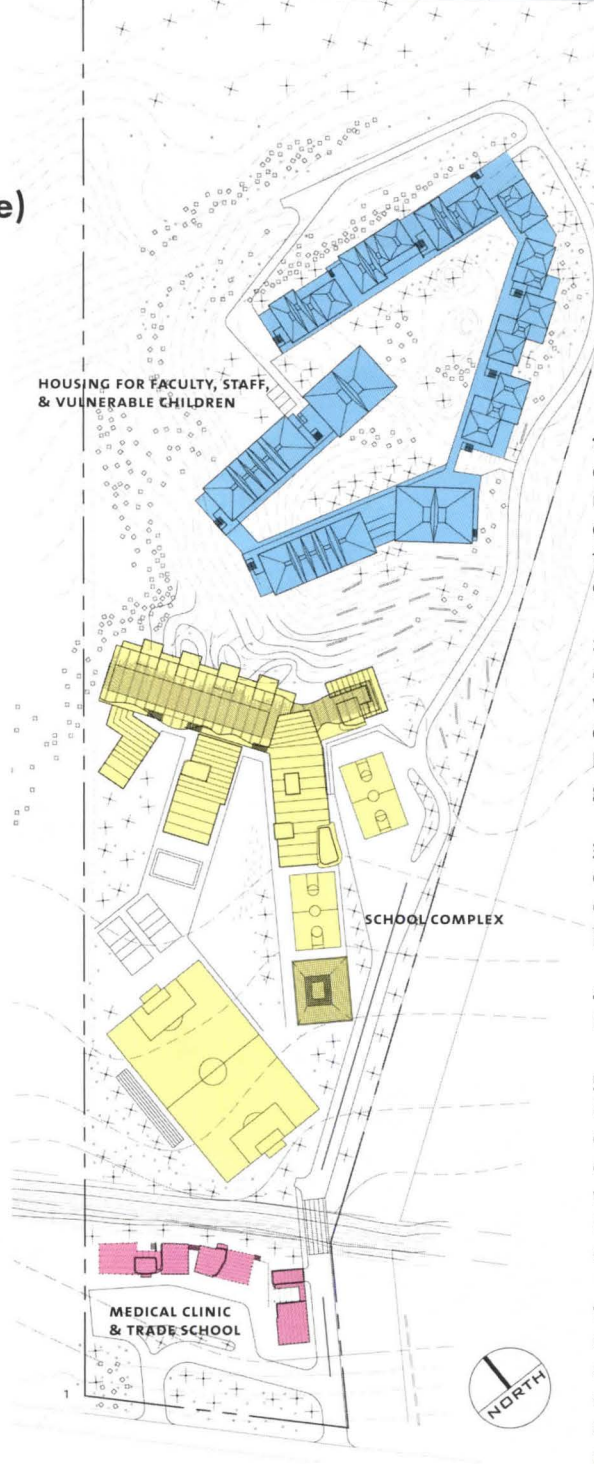 e)
HOUSING FOR FACULTY, STAFF,
& VULNERABLE CHILDREN
SCHOOL COMPLEX
MEDICAL CLINIC
& TRADE SCHOOL
1
NORTH